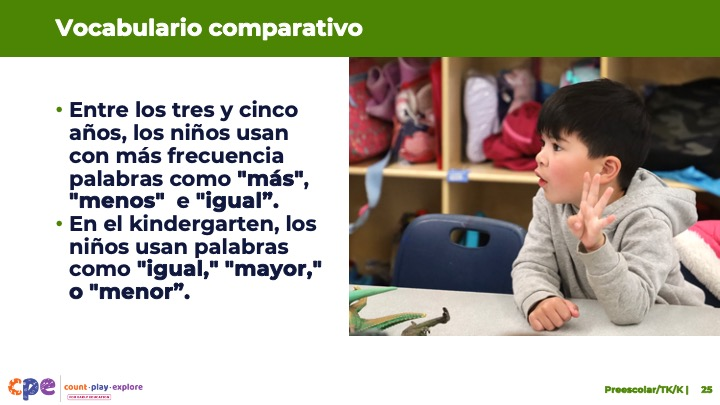 Vocabulario comparativo
• Entre los tres y cinco
años, los niños usan
con más frecuencia
palabras como "más",
"menos" e "igual”.
• En el kindergarten, los
niños usan palabras
como "igual," "mayor,"
o "menor”.
cpe
count·play·explore
Preescolar/TK/K | 25